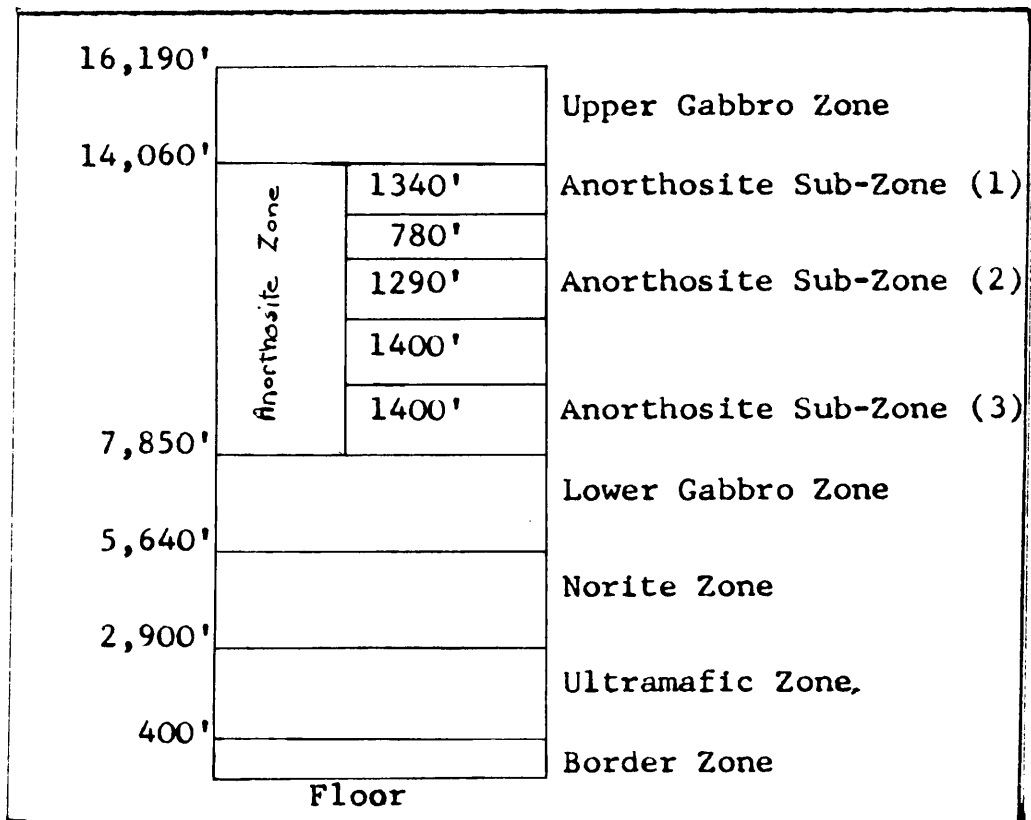 16,190'
Upper Gabbro Zone
14,060'
Anorthosite Zone
1340' Anorthosite Sub-Zone (1)
780'
1290' Anorthosite Sub-Zone (2)
1400'
1400' Anorthosite Sub-Zone (3)
7,850'
Lower Gabbro Zone
5,640'
Norite Zone
2,900'
Ultramafic Zone.
400'
Border Zone
Floor